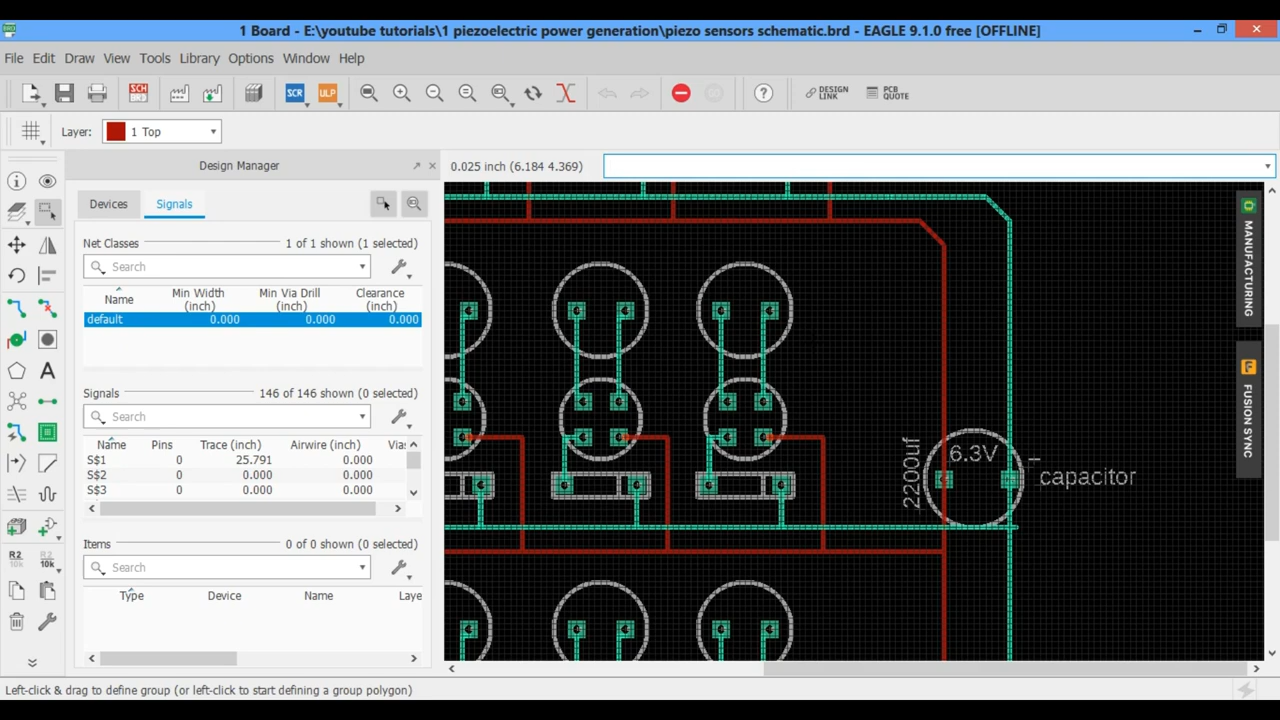 1 Board - E:\youtube tutorials\1 piezoelectric power generation\piezo sensors schematic.brd - EAGLE 9.1.0 free [OFFLINE]
File Edit Draw View Tools Library Options Window Help
SCH SCR ULP DESIGN LINK PCB QUOTE
Layer: 1 Top
Design Manager
0.025 inch (6.184 4.369)
Devices Signals
Net Classes 1 of 1 shown (1 selected)
Search
Name Min Width (inch) Min Via Drill (inch) Clearance (inch)
default 0.000 0.000 0.000
Signals 146 of 146 shown (0 selected)
Search
Name Pins Trace (inch) Airwire (inch) Vias
S$1 0 25.791 0.000
S$2 0 0.000 0.000
S$3 0 0.000 0.000
Items 0 of 0 shown (0 selected)
Search
Type Device Name Laye
R2 10k R2 10k
2200uf
6.3V
capacitor
MANUFACTURING
FUSION SYNC
Left-click & drag to define group (or left-click to start defining a group polygon)